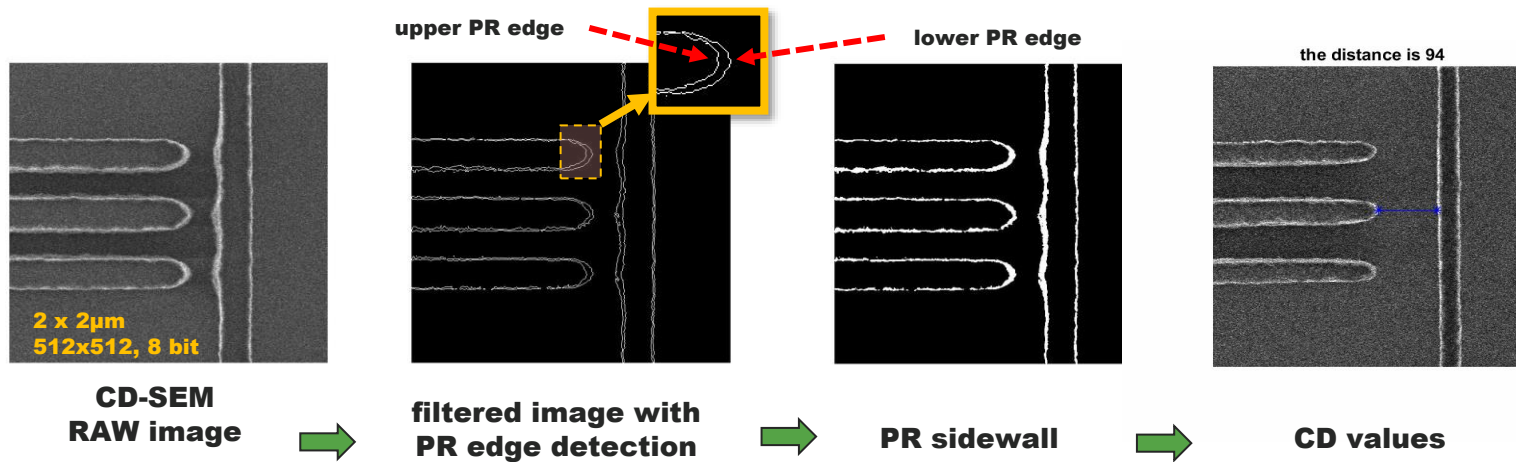 upper PR edge
lower PR edge
the distance is 94
2 x 2µm
512x512, 8 bit
CD-SEM
RAW image
filtered image with
PR edge detection
PR sidewall
CD values